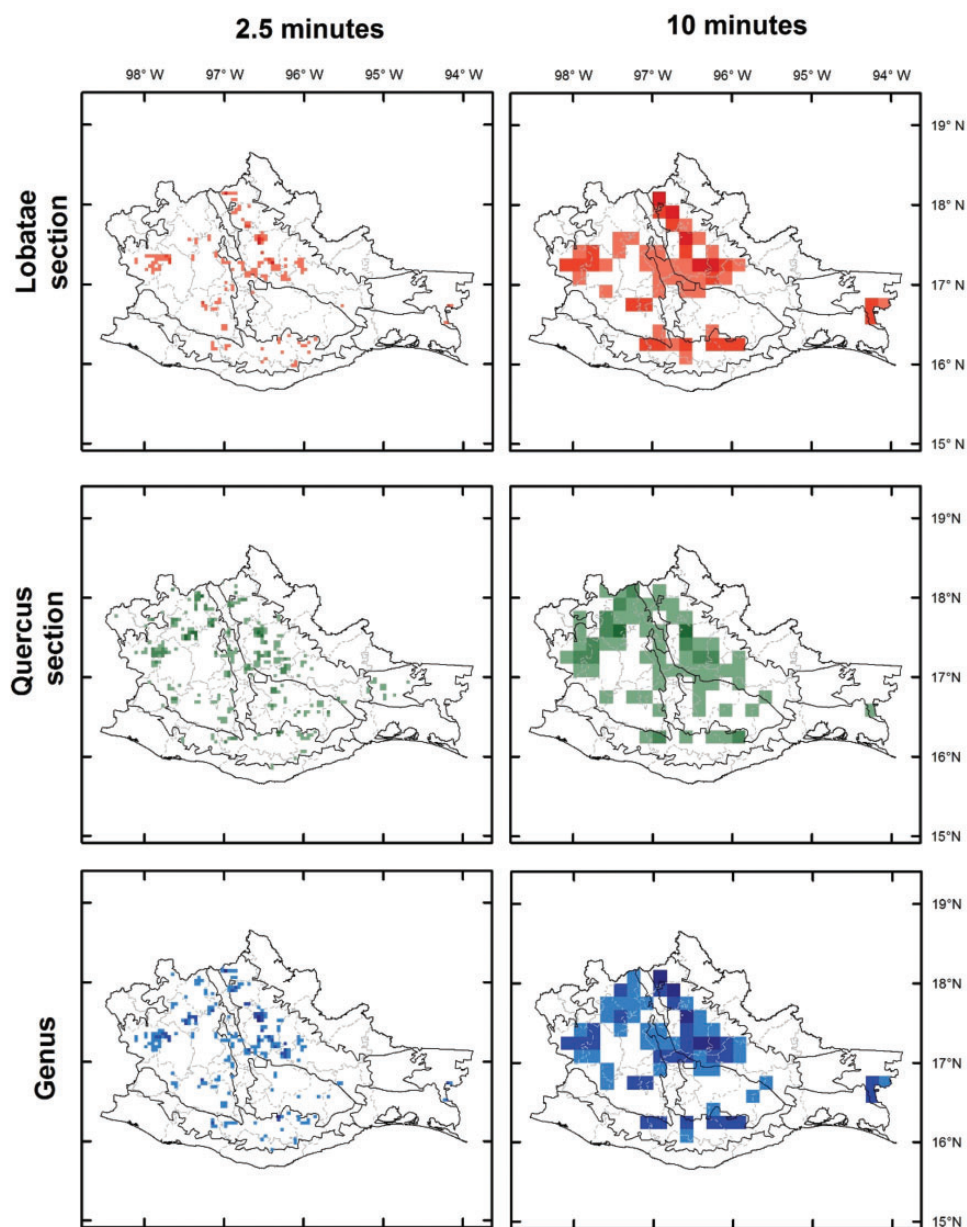 2.5 minutes
10 minutes
98° W 97° W 96° W 95° W 94° W
98° W 97° W 96° W 95° W 94° W
Lobatae
section
19° N
18° N
17° N
16° N
15° N
Quercus
section
19°N
18°N
17°N
16°N
15°N
Genus
19°N
18°N
17°N
16°N
15°N